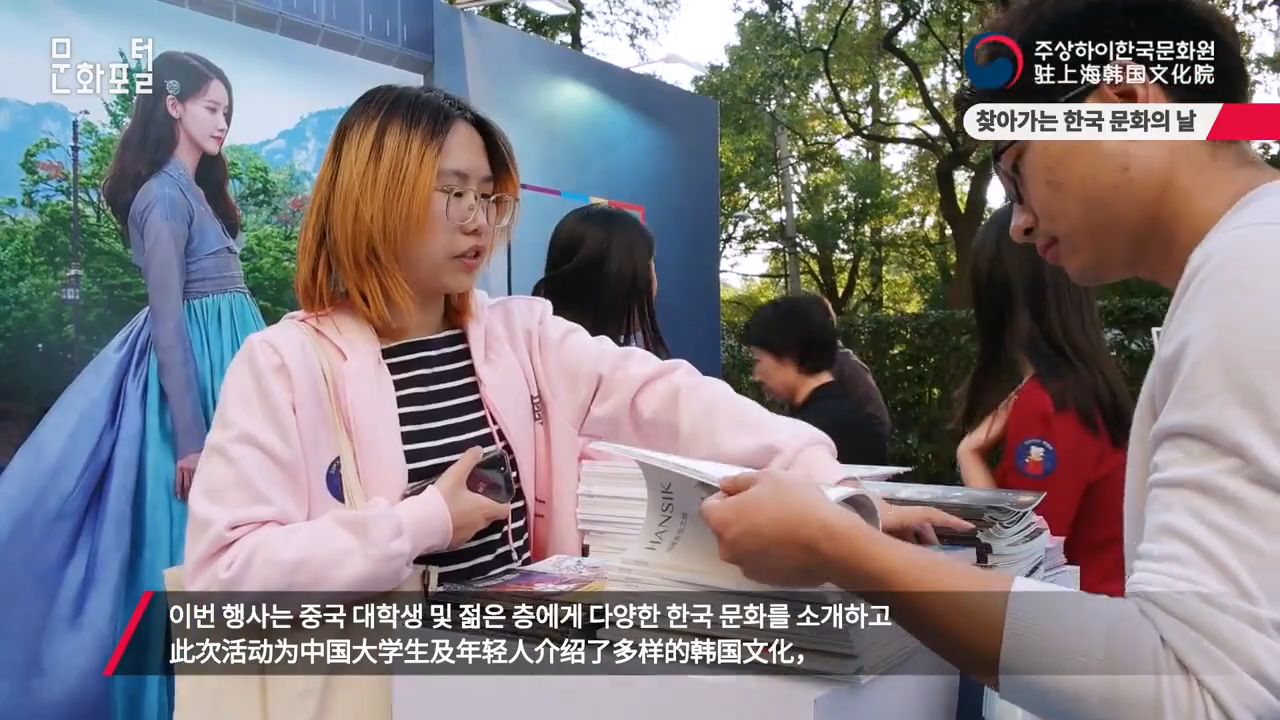 문화포털
주상하이한국문화원
驻上海韩国文化院
찾아가는 한국 문화의 날
HANSIK
이번 행사는 중국 대학생 및 젊은 층에게 다양한 한국 문화를 소개하고
此次活动为中国大学生及年轻人介绍了多样的韩国文化，